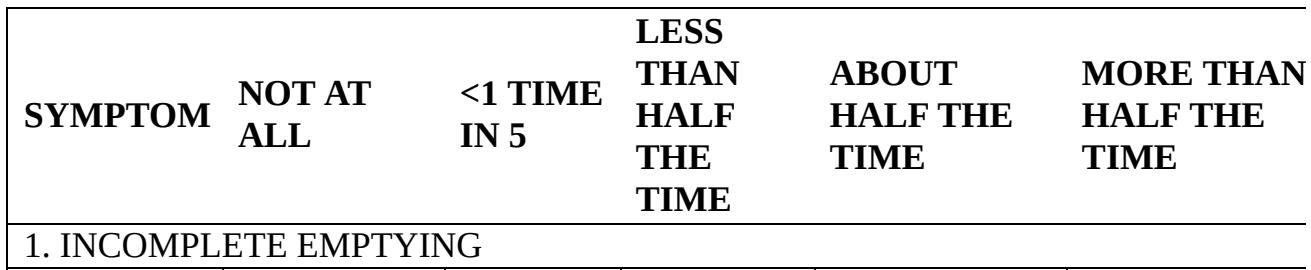 SYMPTOM
NOT AT
ALL
<1 TIME
IN 5
LESS
THAN
HALF
THE
TIME
ABOUT
HALF THE
TIME
MORE THAN
HALF THE
TIME
1. INCOMPLETE EMPTYING